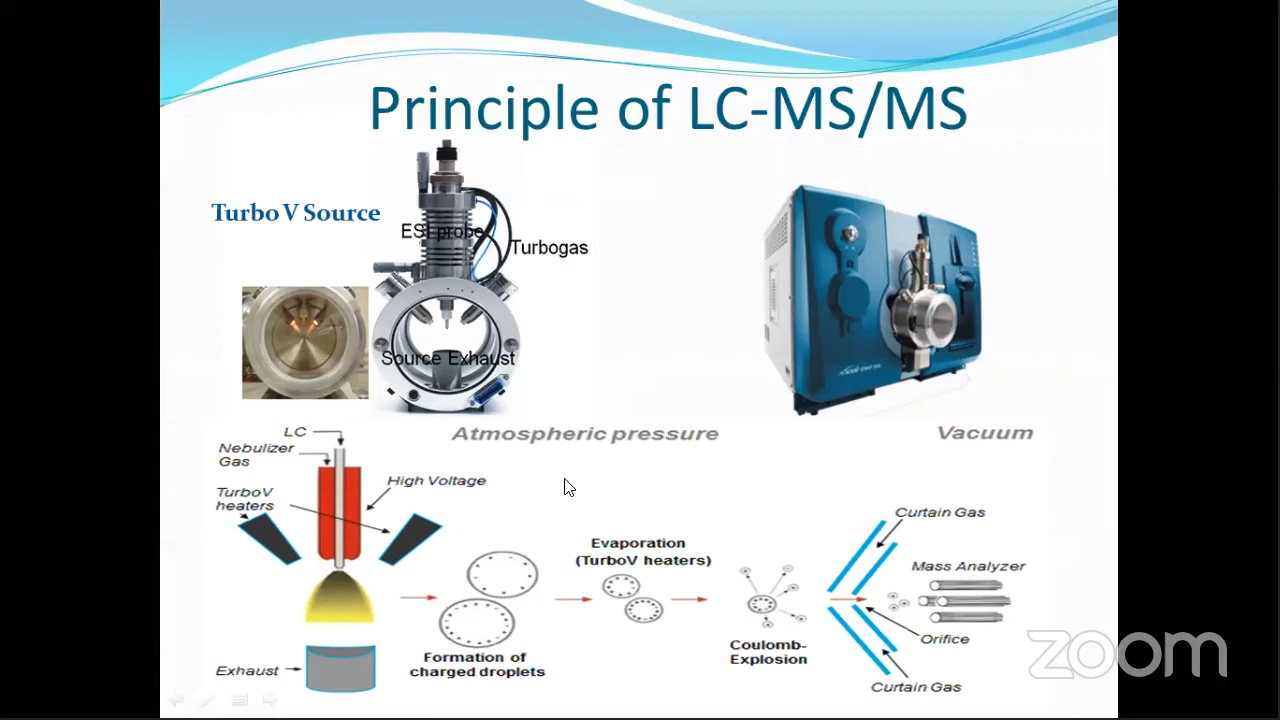 Principle of LC-MS/MS
Turbo V Source
ESI probe
Turbogas
Source Exhaust
Atmospheric pressure
Vacuum
LC
Nebulizer
Gas
High Voltage
TurboV
heaters
Exhaust
Formation of
charged droplets
Evaporation
(TurboV heaters)
Coulomb-
Explosion
Curtain Gas
Mass Analyzer
Orifice
Curtain Gas
zoom